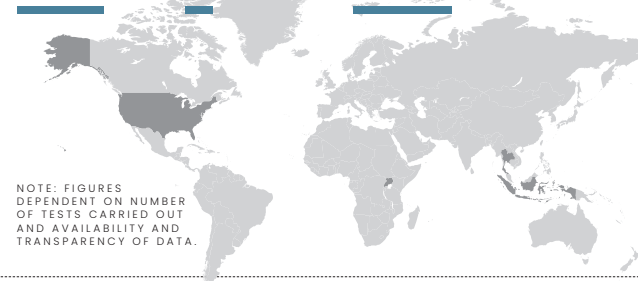 NOTE: FIGURES
DEPENDENT ON NUMBER
OF TESTS CARRIED OUT
AND AVAILABILITY AND
TRANSPARENCY OF DATA.